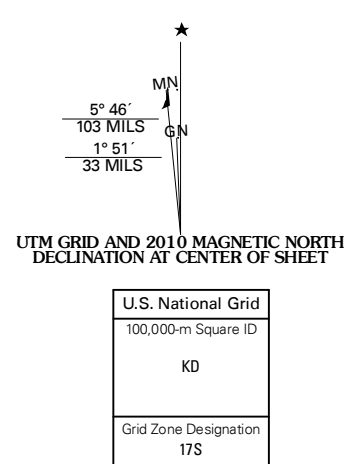 ★
MN
5° 46´
103 MILS
GN
1° 51´
33 MILS
UTM GRID AND 2010 MAGNETIC NORTH
DECLINATION AT CENTER OF SHEET
U.S. National Grid
100,000-m Square ID
KD
Grid Zone Designation
17S